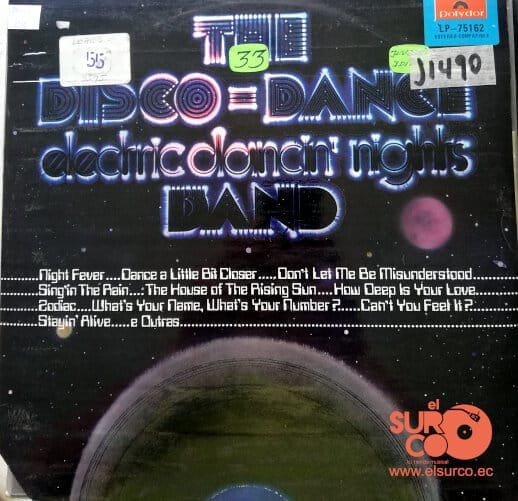 Polydor
LP-75162
STEREO-COMPATIBLE
THE
33
J1490
DISCO=DANCE
electric dancin' nights
BAND
Night Fever....Dance a Little Bit Closer....Don't Let Me Be Misunderstood
Sing'in The Rain...The House of The Rising Sun....How Deep Is Your Love
Zodiac....What's Your Name, What's Your Number?....Can't You Feel It?
Stayin' Alive....e Outras
el
SURCO
www.elsurco.ec